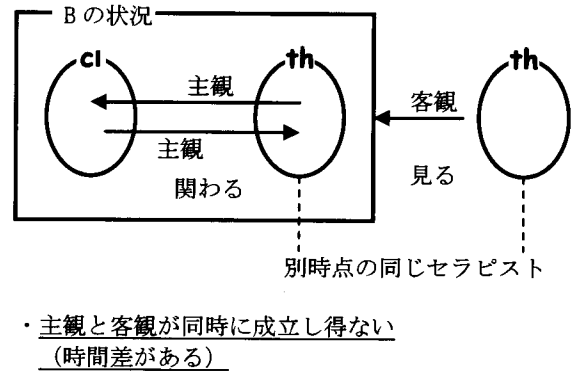 Bの状況
cl
th
th
主観
客観
主観
関わる
見る
別時点の同じセラピスト
・主観と客観が同時に成立し得ない
(時間差がある)